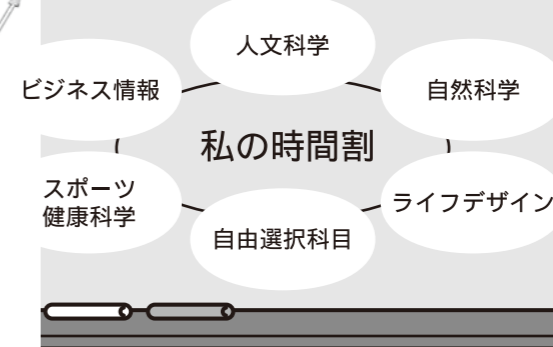 人文科学
ビジネス情報
自然科学
私の時間割
スポーツ
健康科学
ライフデザイン
自由選択科目